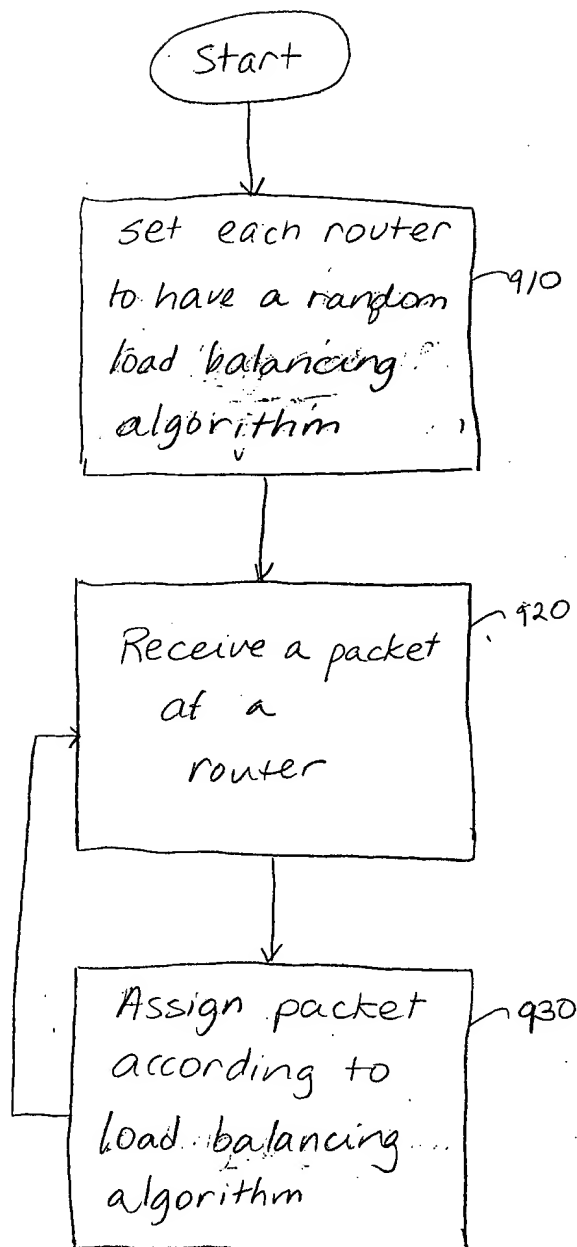 Start
set each router
to have a random
load balancing
algorithm
910
Receive a packet
at a
router
920
Assign packet
according to
load balancing
algorithm
930